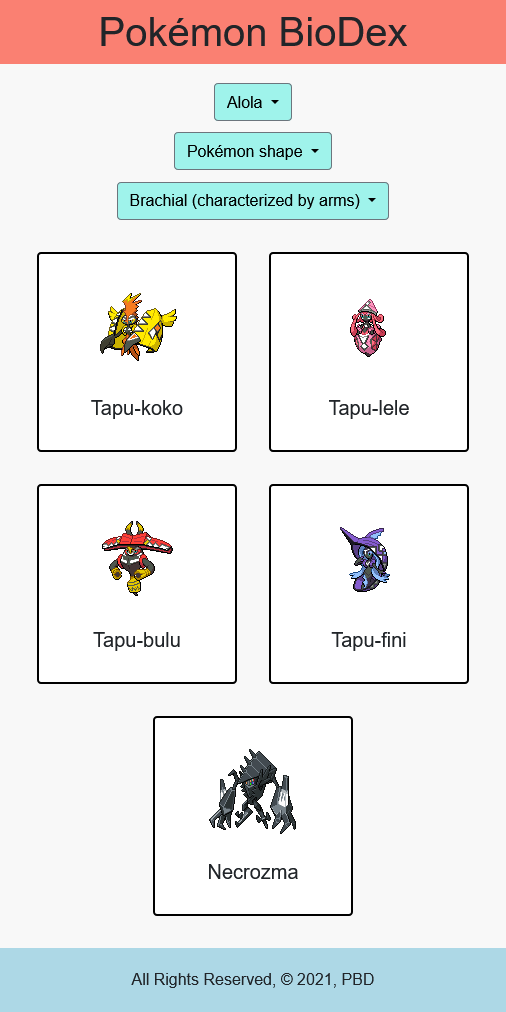 Pokémon BioDex
Alola
Pokémon shape
Brachial (characterized by arms)
Tapu-koko
Tapu-lele
Tapu-bulu
Tapu-fini
Necrozma
All Rights Reserved, © 2021, PBD